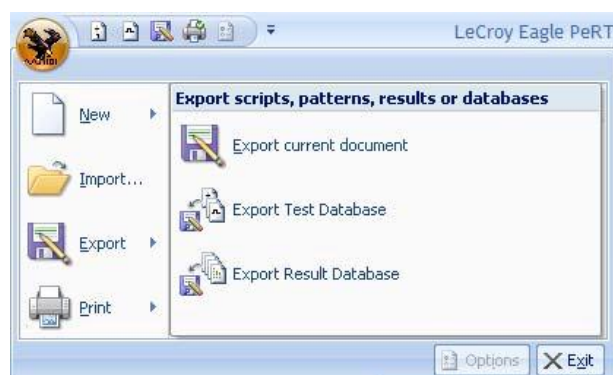 LeCroy Eagle PeRT
New
Export scripts, patterns, results or databases
Export current document
Import...
Export Test Database
Export
Export Result Database
Print
Options
Exit